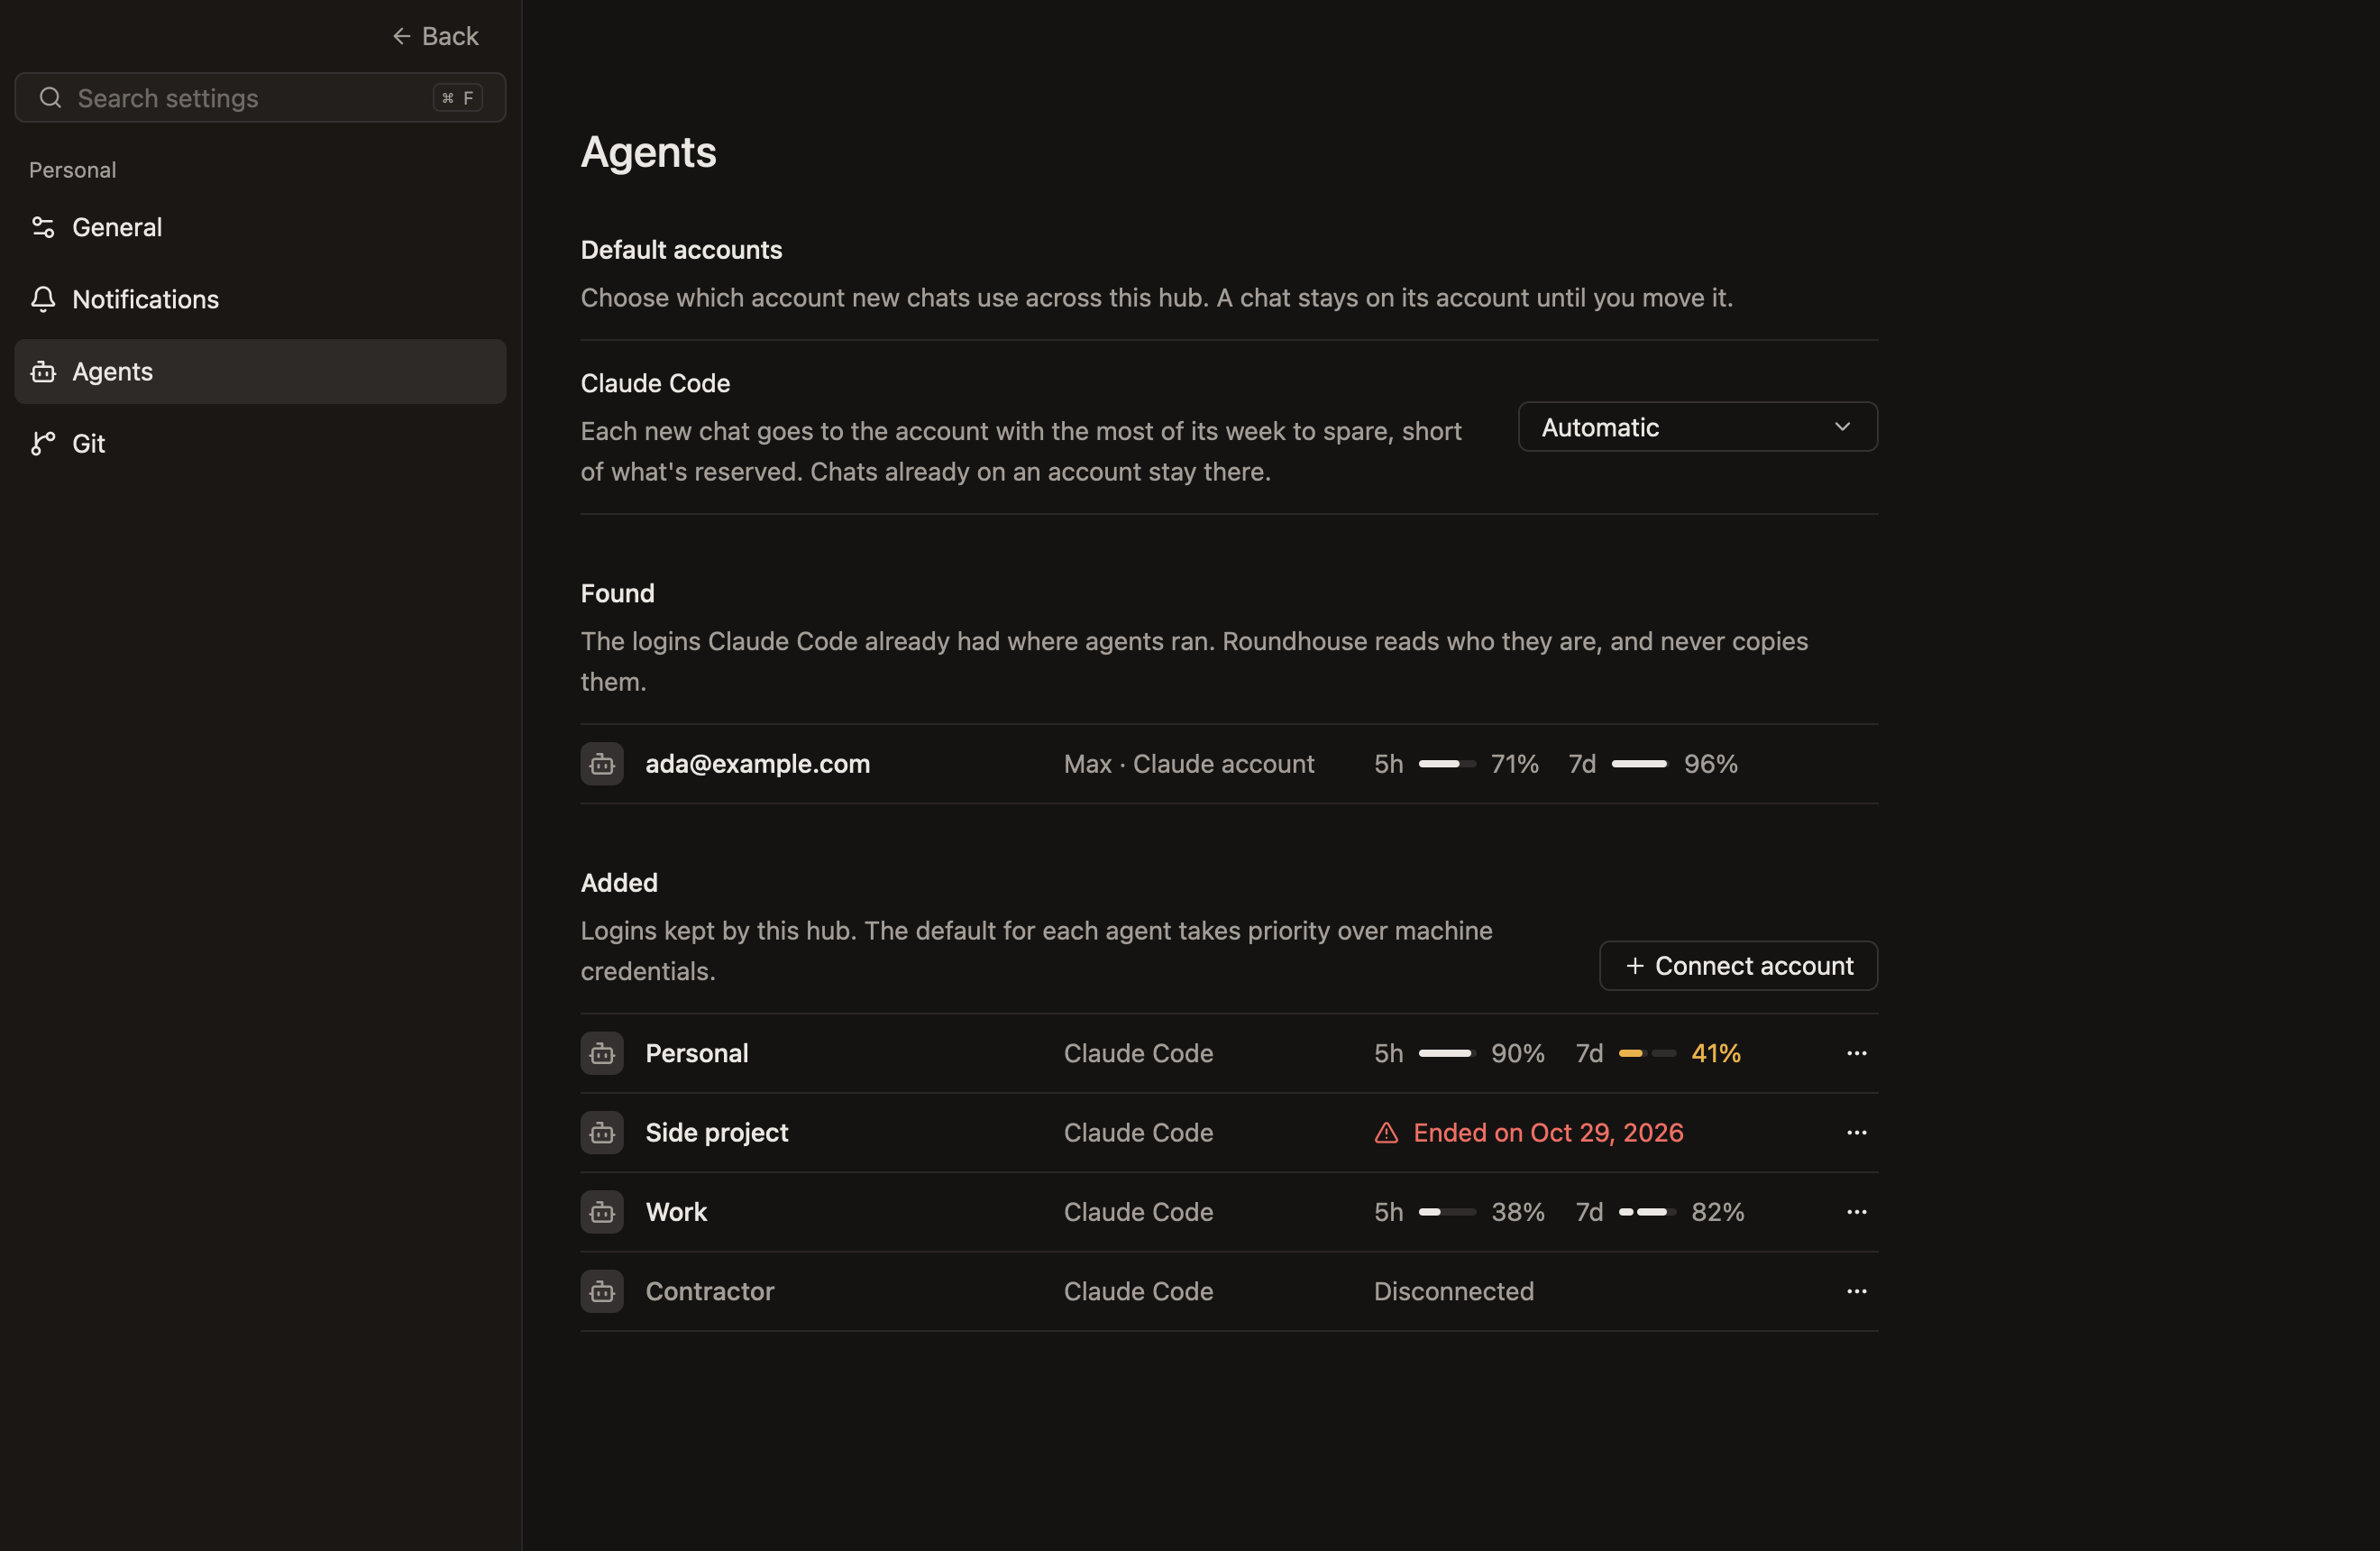 Back
Search settings
⌘ F
Personal
General
Notifications
Agents
Git
Agents
Default accounts
Choose which account new chats use across this hub. A chat stays on its account until you move it.
Claude Code
Each new chat goes to the account with the most of its week to spare, short
of what's reserved. Chats already on an account stay there.
Automatic
Found
The logins Claude Code already had where agents ran. Roundhouse reads who they are, and never copies
them.
ada@example.com Max · Claude account 5h 71% 7d 96%
Added
Logins kept by this hub. The default for each agent takes priority over machine
credentials.
Connect account
Personal Claude Code 5h 90% 7d 41%
Side project Claude Code Ended on Oct 29, 2026
Work Claude Code 5h 38% 7d 82%
Contractor Claude Code Disconnected